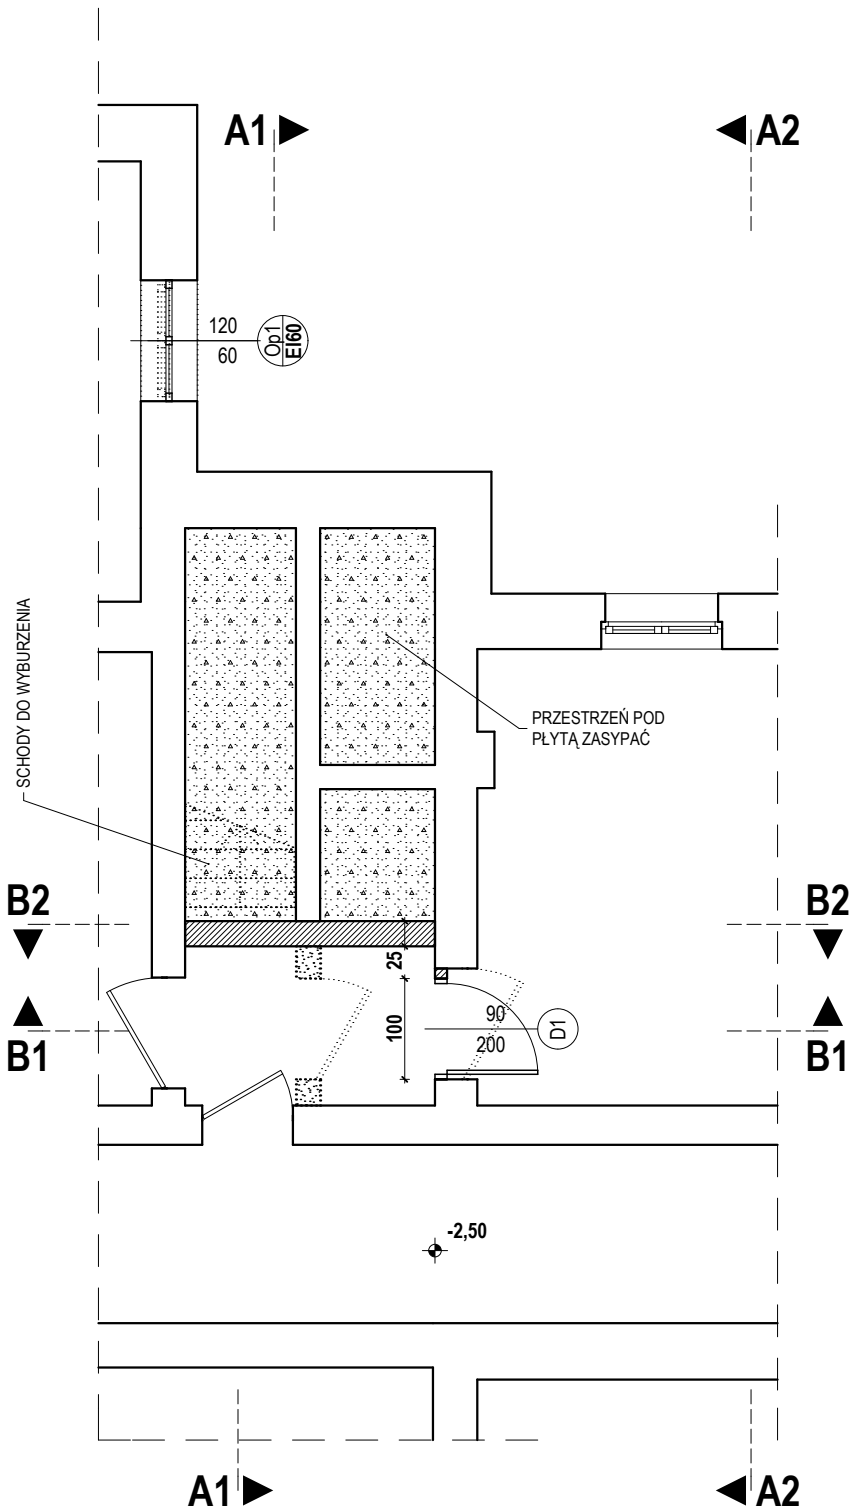 A1
A2
120
60
Op1
EI60
SCHODY DO WYBURZENIA
PRZESTRZEŃ POD
PŁYTĄ ZASYPAĆ
B2
B2
25
100
90
200
D1
B1
B1
-2,50
A1
A2